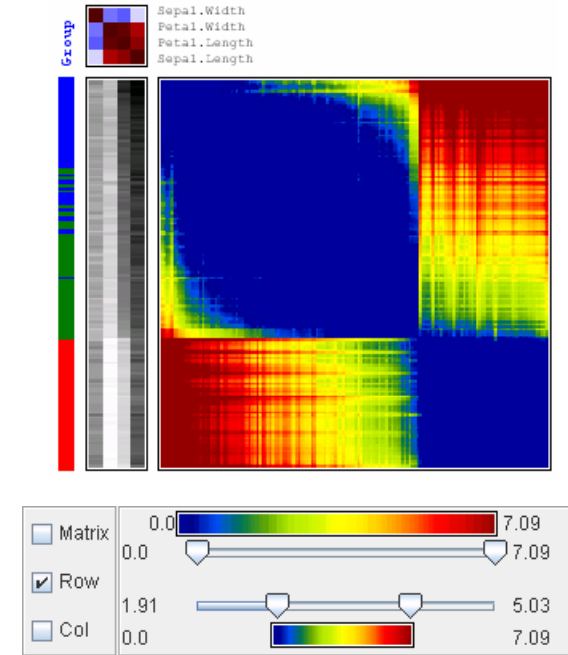 Group
Sepal.Width
Petal.Width
Petal.Length
Sepal.Length
Matrix
0.0 7.09
0.0 7.09
Row
1.91 5.03
Col
0.0 7.09